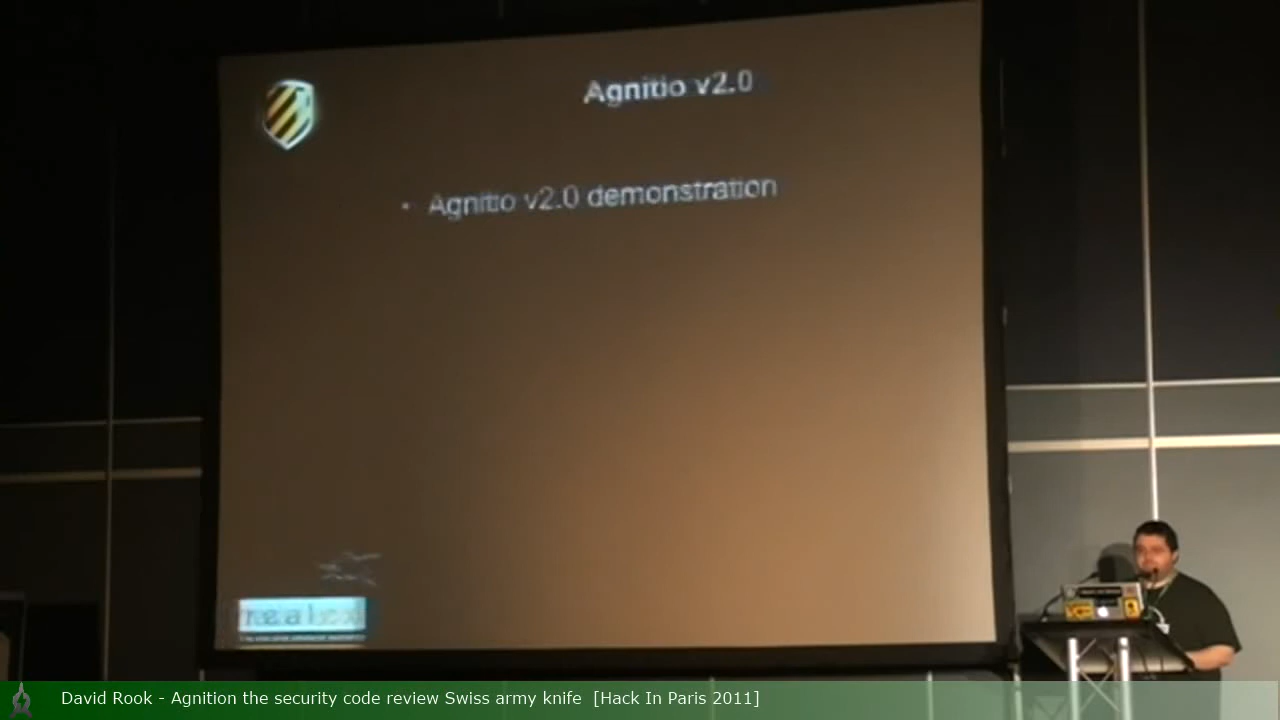 Agnitio v2.0
• Agnitio v2.0 demonstration
David Rook - Agnition the security code review Swiss army knife [Hack In Paris 2011]